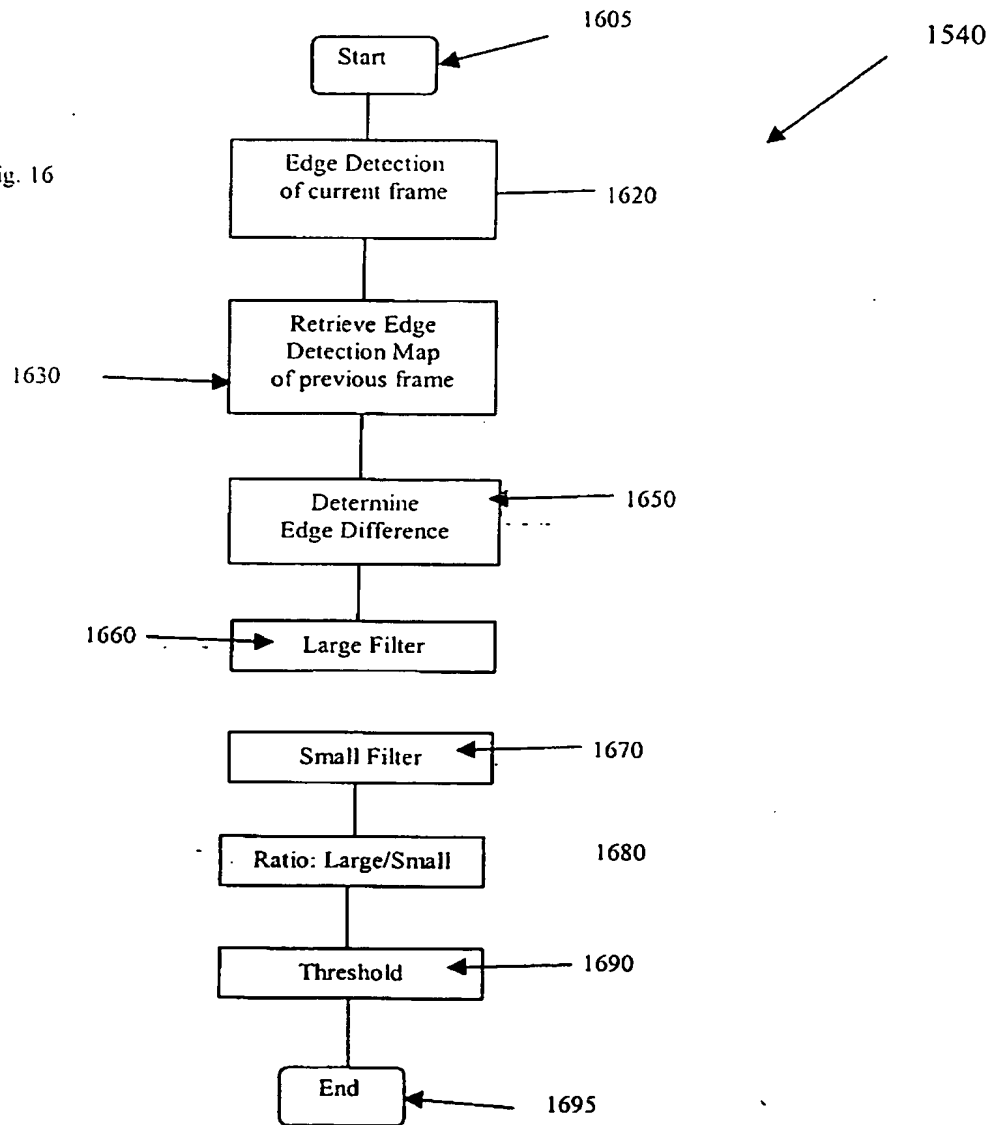 1605
1540
Start
ig. 16
Edge Detection
of current frame
1620
Retrieve Edge
Detection Map
of previous frame
1630
Determine
Edge Difference
1650
1660
Large Filter
Small Filter
1670
Ratio: Large/Small
1680
Threshold
1690
End
1695